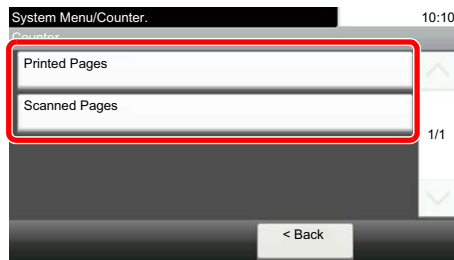 System Menu/Counter.
10:10
Counter
Printed Pages
Scanned Pages
1/1
< Back